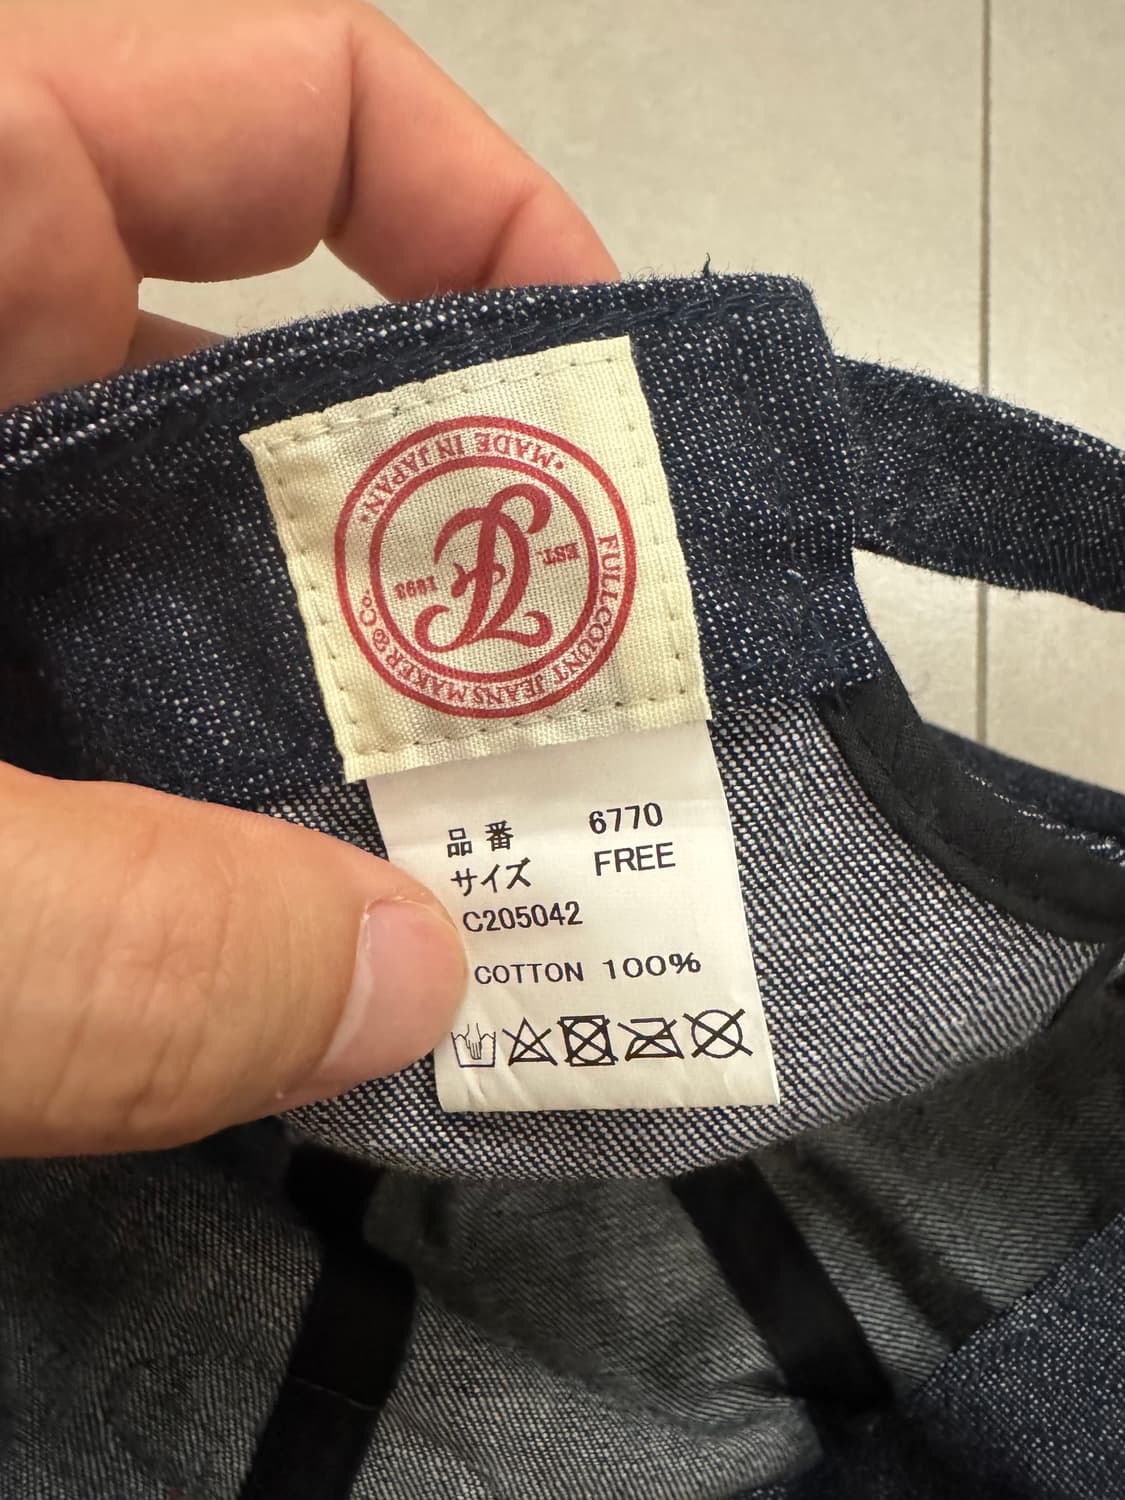 • MADE IN JAPAN •
FULLCOUNT JEANS MAKER & CO.
EST. 1993
品番 6770
サイズ FREE
C205042
COTTON 100%